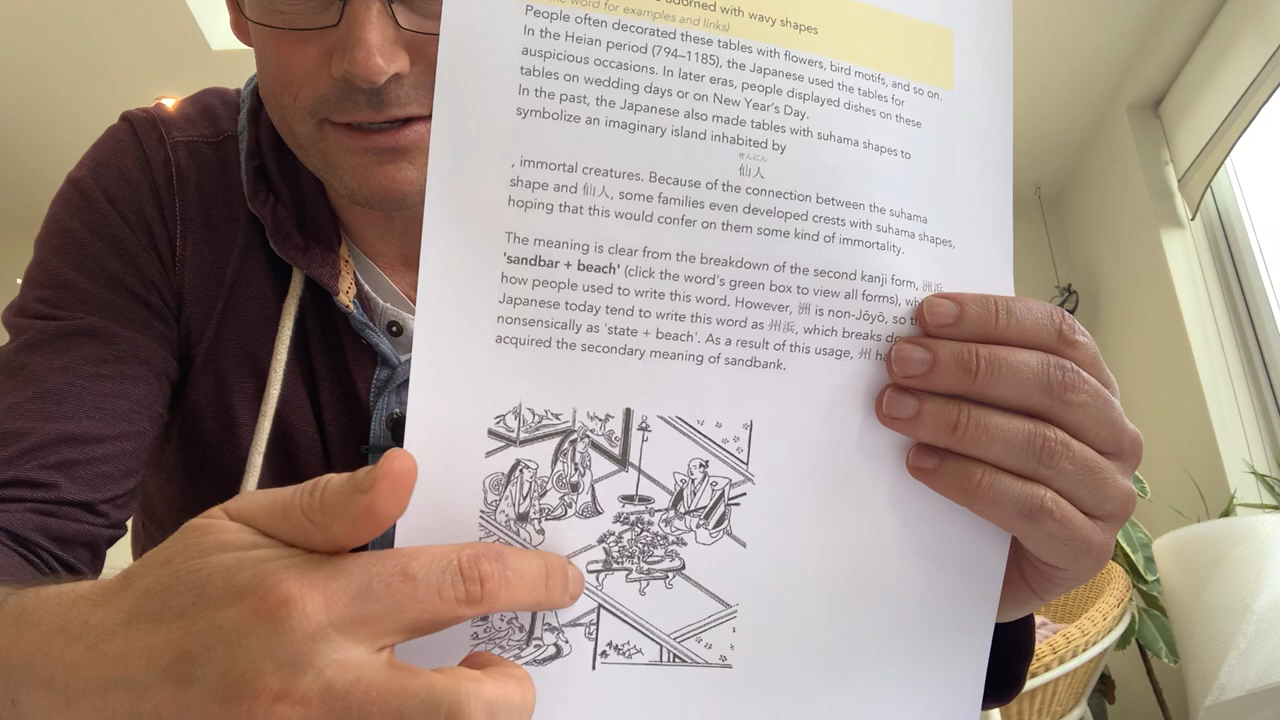 adorned with wavy shapes
the word for examples and links)
People often decorated these tables with flowers, bird motifs, and so on.
In the Heian period (794–1185), the Japanese used the tables for
auspicious occasions. In later eras, people displayed dishes on these
tables on wedding days or on New Year's Day.
In the past, the Japanese also made tables with suhama shapes to
symbolize an imaginary island inhabited by
せんにん
仙人
, immortal creatures. Because of the connection between the suhama
shape and 仙人, some families even developed crests with suhama shapes,
hoping that this would confer on them some kind of immortality.
The meaning is clear from the breakdown of the second kanji form, 洲浜
'sandbar + beach' (click the word's green box to view all forms),
how people used to write this word. However, 洲 is non-Jōyō, so
Japanese today tend to write this word as 州浜, which breaks
nonsensically as 'state + beach'. As a result of this usage, 州
acquired the secondary meaning of sandbank.